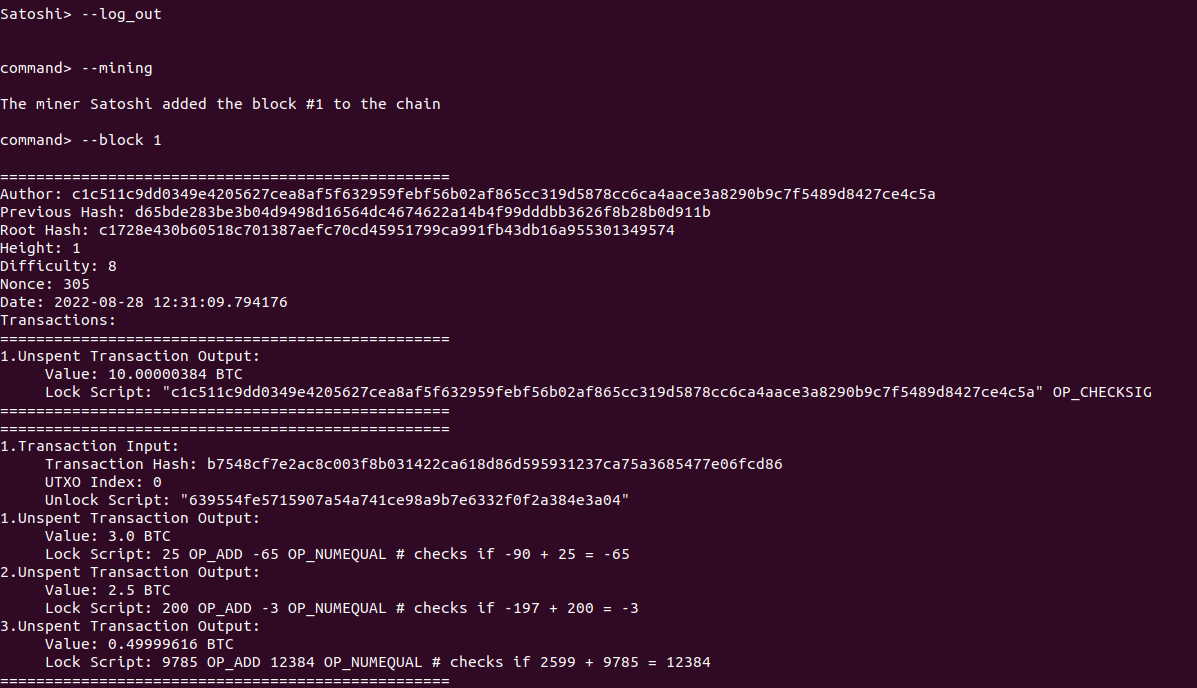 Satoshi> --log_out
command> --mining
The miner Satoshi added the block #1 to the chain
command> --block 1
==================================================
Author: c1c511c9dd0349e4205627cea8af5f632959febf56b02af865cc319d5878cc6ca4aace3a8290b9c7f5489d8427ce4c5a
Previous Hash: d65bde283be3b04d9498d16564dc4674622a14b4f99dddbb3626f8b28b0d911b
Root Hash: c1728e430b60518c701387aefc70cd45951799ca991fb43db16a955301349574
Height: 1
Difficulty: 8
Nonce: 305
Date: 2022-08-28 12:31:09.794176
Transactions:
==================================================
1.Unspent Transaction Output:
Value: 10.00000384 BTC
Lock Script: "c1c511c9dd0349e4205627cea8af5f632959febf56b02af865cc319d5878cc6ca4aace3a8290b9c7f5489d8427ce4c5a" OP_CHECKSIG
==================================================
==================================================
1.Transaction Input:
Transaction Hash: b7548cf7e2ac8c003f8b031422ca618d86d595931237ca75a3685477e06fcd86
UTXO Index: 0
Unlock Script: "639554fe5715907a54a741ce98a9b7e6332f0f2a384e3a04"
1.Unspent Transaction Output:
Value: 3.0 BTC
Lock Script: 25 OP_ADD -65 OP_NUMEQUAL # checks if -90 + 25 = -65
2.Unspent Transaction Output:
Value: 2.5 BTC
Lock Script: 200 OP_ADD -3 OP_NUMEQUAL # checks if -197 + 200 = -3
3.Unspent Transaction Output:
Value: 0.49999616 BTC
Lock Script: 9785 OP_ADD 12384 OP_NUMEQUAL # checks if 2599 + 9785 = 12384
==================================================